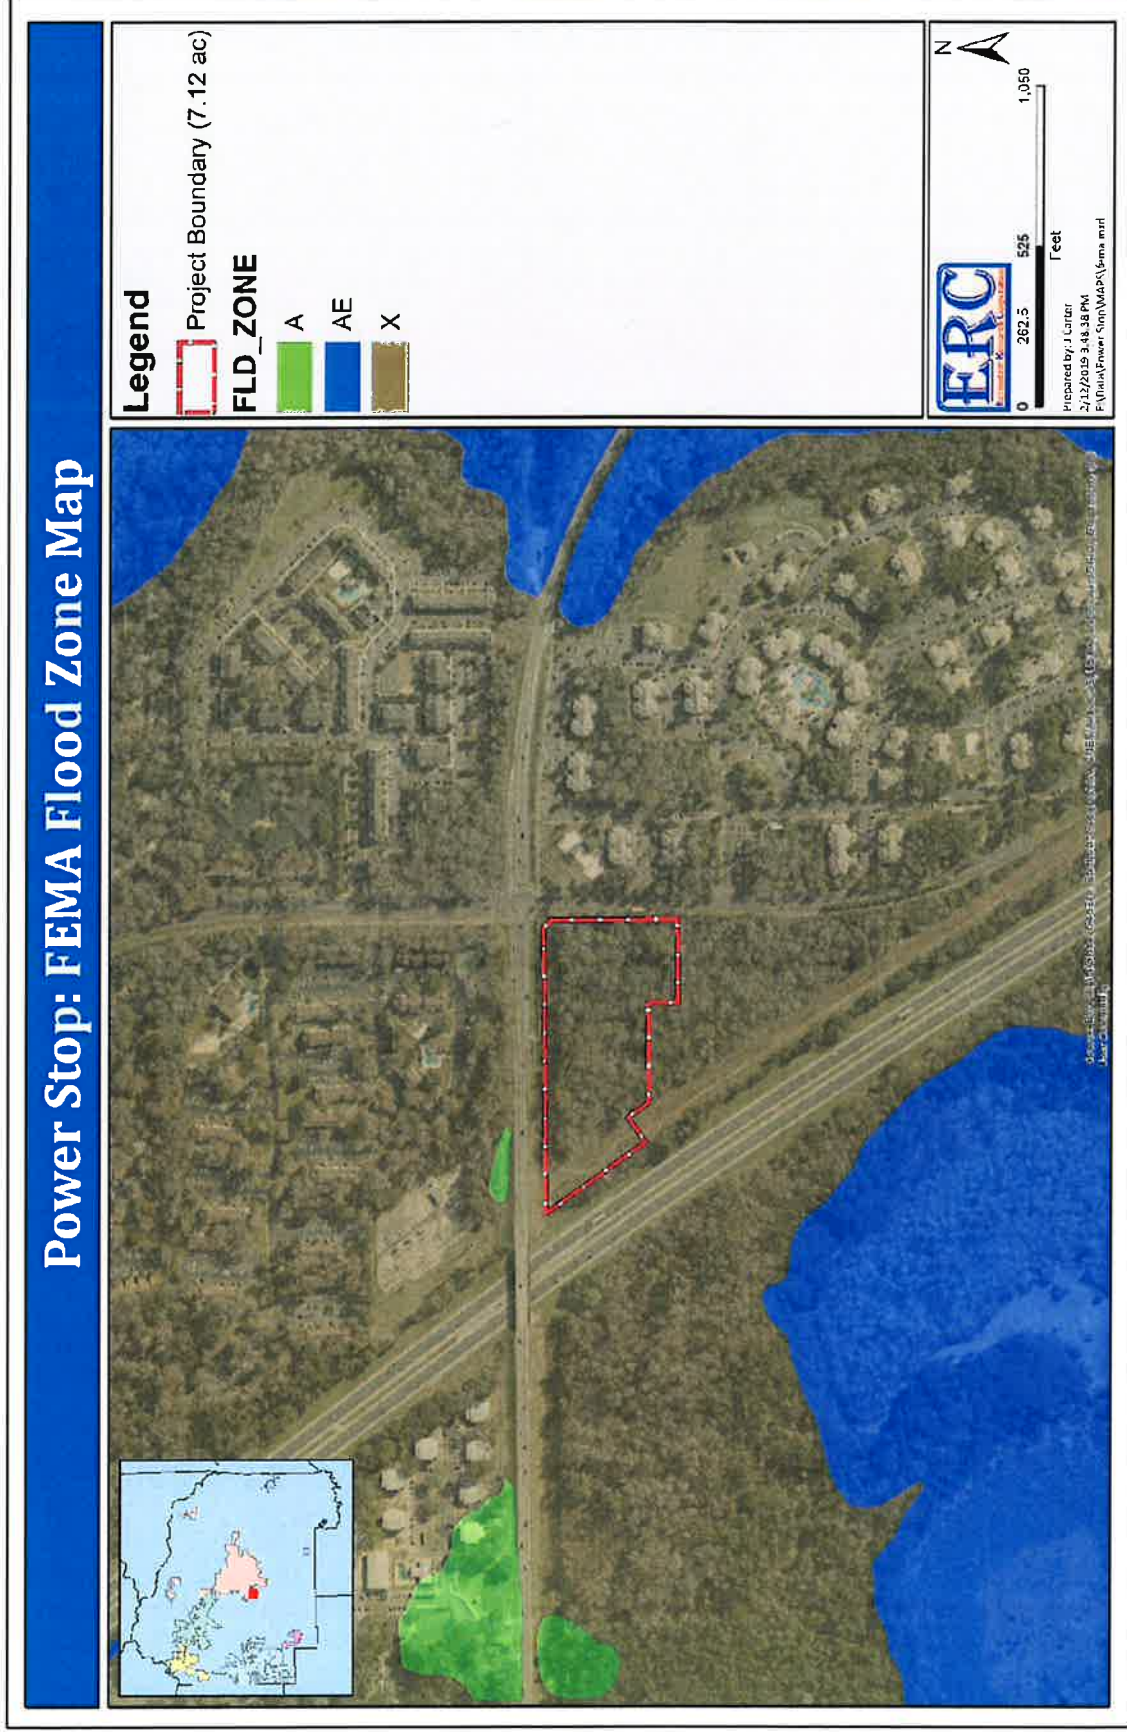 Power Stop: FEMA Flood Zone Map
Legend
Project Boundary (7.12 ac)
FLD_ZONE
A
AE
X
N
ERC
0 262.5 525 1,050
Feet
Prepared by: J Carter
2/12/2019 3:48:38 PM